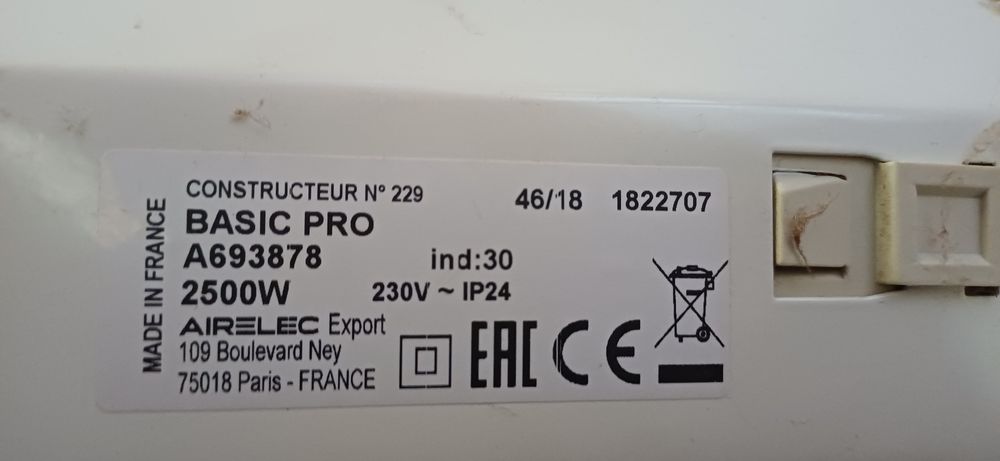 CONSTRUCTEUR N° 229 46/18 1822707
BASIC PRO
A693878 ind:30
2500W 230V ~ IP24
AIRELEC Export
109 Boulevard Ney
75018 Paris - FRANCE
MADE IN FRANCE
EAC CE